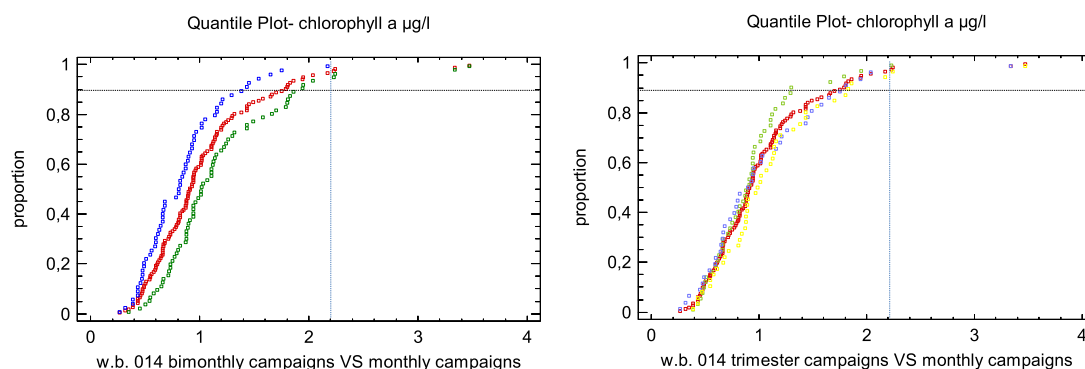 Quantile Plot- chlorophyll a µg/l
proportion
1
0,8
0,6
0,4
0,2
0
0 1 2 3 4
w.b. 014 bimonthly campaigns VS monthly campaigns
Quantile Plot- chlorophyll a µg/l
proportion
1
0,8
0,6
0,4
0,2
0
0 1 2 3 4
w.b. 014 trimester campaigns VS monthly campaigns